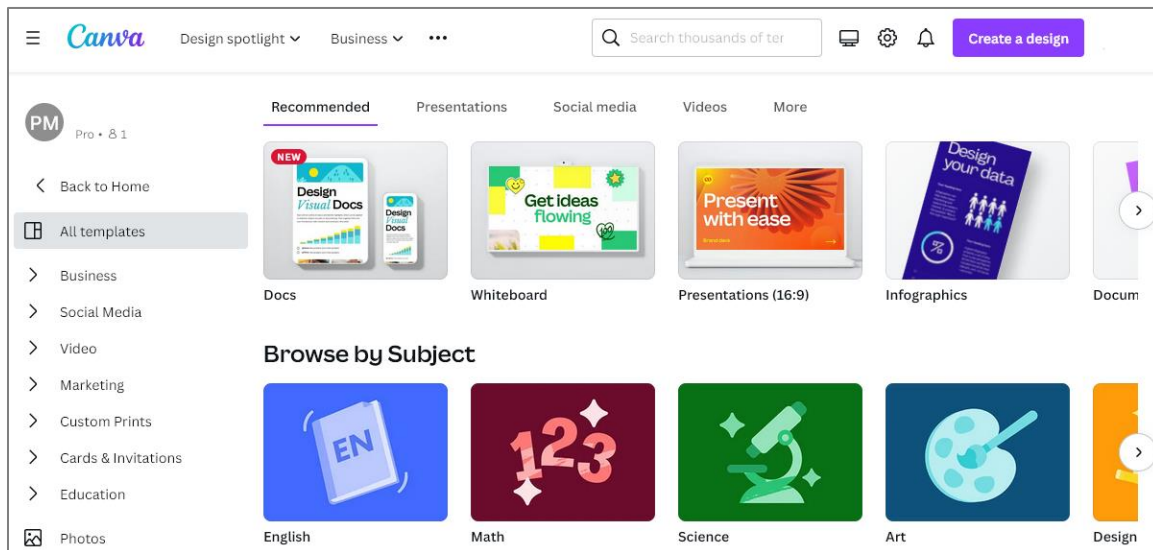 Canva
Design spotlight
Business
Search thousands of ter
Create a design
PM
Pro • 1
Back to Home
All templates
Business
Social Media
Video
Marketing
Custom Prints
Cards & Invitations
Education
Photos
Recommended
Presentations
Social media
Videos
More
NEW
Design
Visual Docs
Design
Visual
Docs
Docs
Get ideas
flowing
Whiteboard
Present
with ease
Presentations (16:9)
Design
your data
%
Infographics
Docum
Browse by Subject
EN
English
123
Math
Science
Art
Design